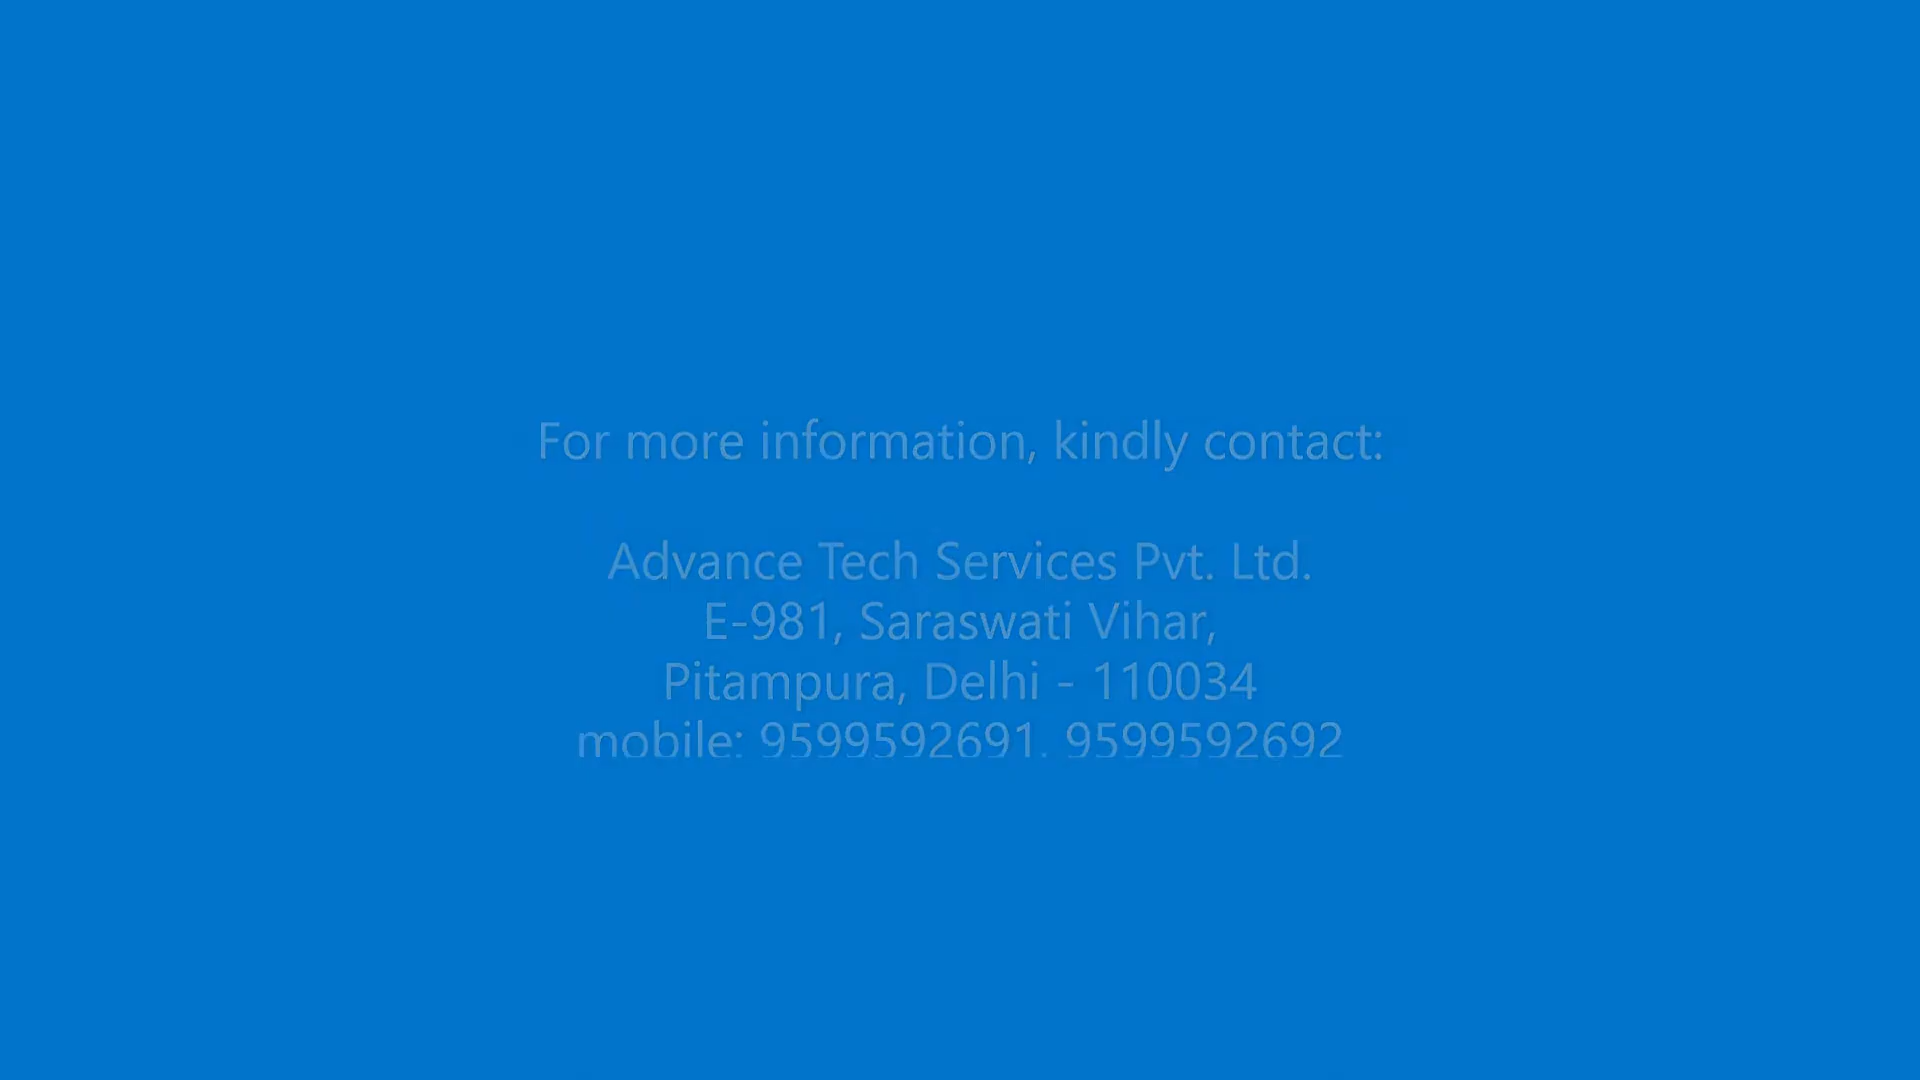 For more information, kindly contact:
Advance Tech Services Pvt. Ltd.
E-981, Saraswati Vihar,
Pitampura, Delhi - 110034
mobile: 9599592691, 9599592692